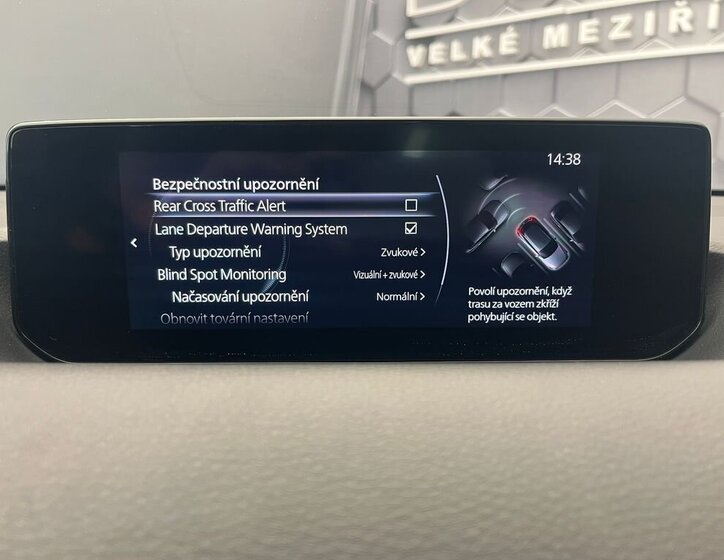 VELKÉ MEZIŘÍ
14:38
Bezpečnostní upozornění
Rear Cross Traffic Alert
Lane Departure Warning System
Typ upozornění Zvukové
Blind Spot Monitoring Vizuální+zvukové
Načasování upozornění Normální
Obnovit tovární nastavení
Povolí upozornění, když
trasu za vozem zkříží
pohybující se objekt.